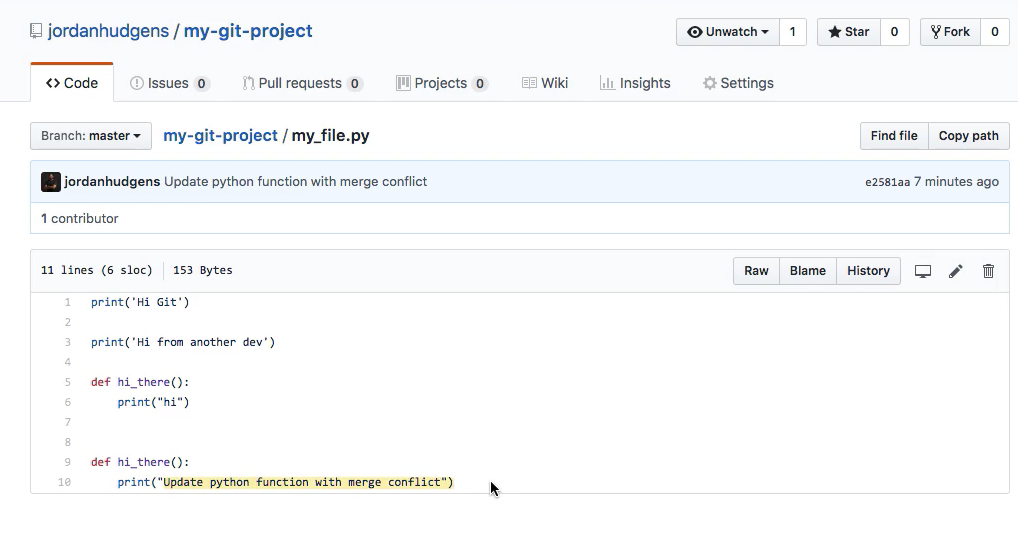 jordanhudgens / my-git-project
Unwatch 1 Star 0 Fork 0
Code Issues 0 Pull requests 0 Projects 0 Wiki Insights Settings
Branch: master my-git-project / my_file.py Find file Copy path
jordanhudgens Update python function with merge conflict e2581aa 7 minutes ago
1 contributor
11 lines (6 sloc) 153 Bytes Raw Blame History
1 print('Hi Git')
2
3 print('Hi from another dev')
4
5 def hi_there():
6     print("hi")
7
8
9 def hi_there():
10     print("Update python function with merge conflict")